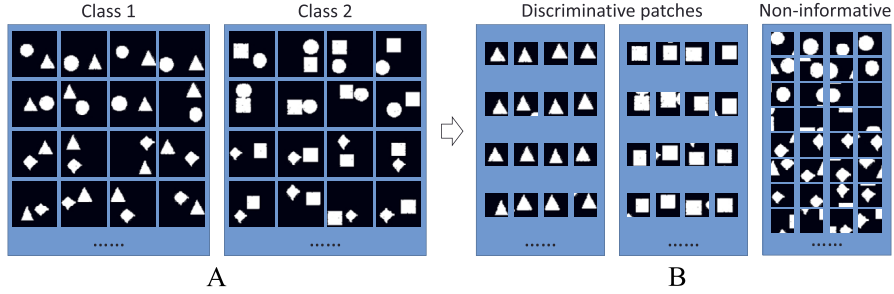 Class 1
Class 2
Discriminative patches
Non-informative
......
......
......
......
......
A
B